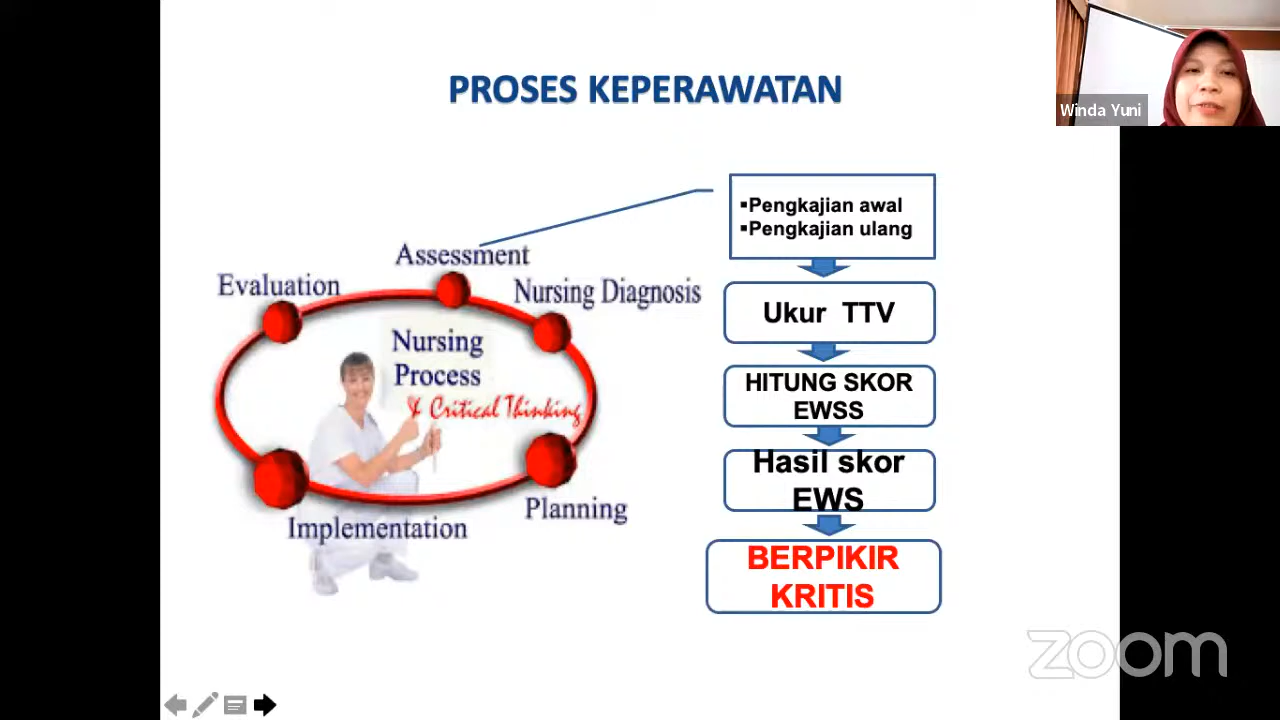 PROSES KEPERAWATAN
Winda Yuni
▪Pengkajian awal
▪Pengkajian ulang
Assessment
Evaluation
Nursing Diagnosis
Ukur TTV
Nursing
Process
& Critical Thinking
HITUNG SKOR
EWSS
Hasil skor
EWS
Planning
Implementation
BERPIKIR
KRITIS
zoom